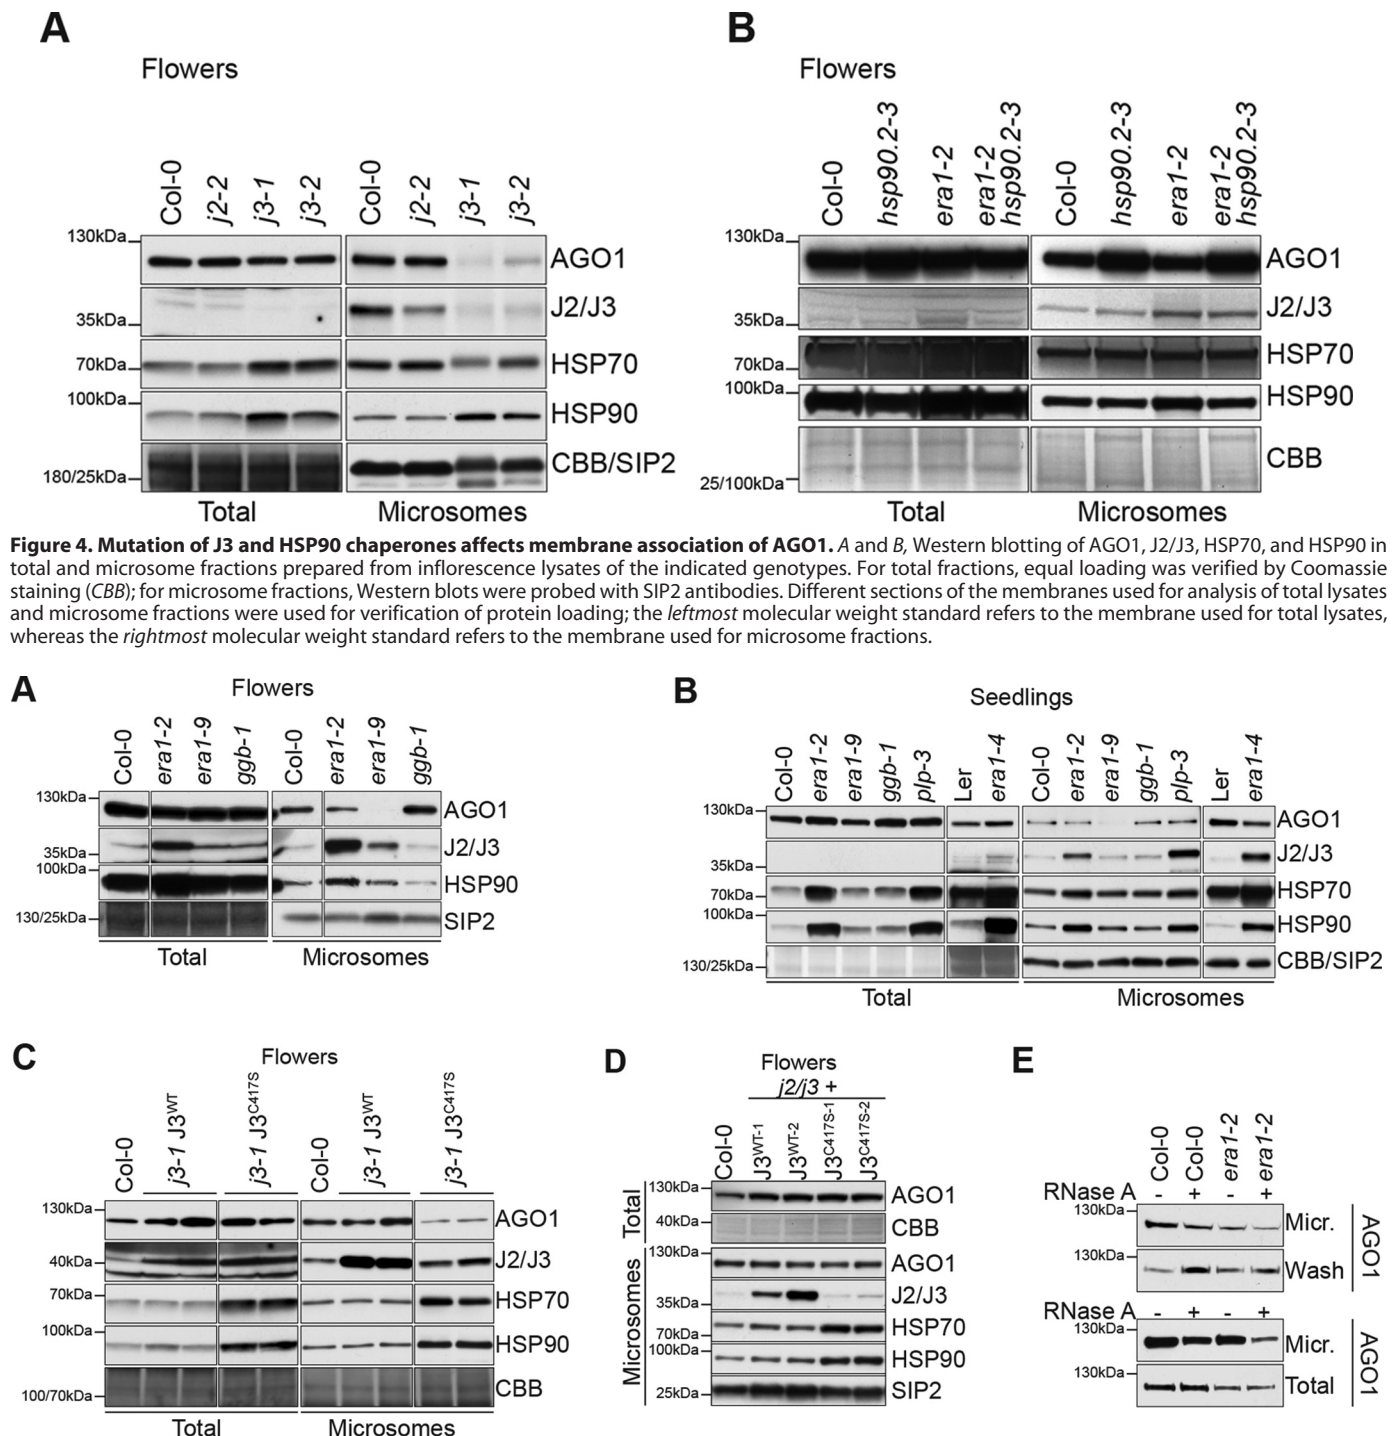 A
B
Flowers
Flowers
Col-0
j2-2
j3-1
j3-2
Col-0
j2-2
j3-1
j3-2
Col-0
hsp90.2-3
era1-2
era1-2
hsp90.2-3
Col-0
hsp90.2-3
era1-2
era1-2
hsp90.2-3
130kDa
AGO1
J2/J3
35kDa
HSP70
70kDa
100kDa
HSP90
CBB/SIP2
180/25kDa
Total
Microsomes
130kDa
AGO1
J2/J3
35kDa
HSP70
70kDa
100kDa
HSP90
CBB
25/100kDa
Total
Microsomes
Figure 4. Mutation of J3 and HSP90 chaperones affects membrane association of AGO1. A and B, Western blotting of AGO1, J2/J3, HSP70, and HSP90 in
total and microsome fractions prepared from inflorescence lysates of the indicated genotypes. For total fractions, equal loading was verified by Coomassie
staining (CBB); for microsome fractions, Western blots were probed with SIP2 antibodies. Different sections of the membranes used for analysis of total lysates
and microsome fractions were used for verification of protein loading; the leftmost molecular weight standard refers to the membrane used for total lysates,
whereas the rightmost molecular weight standard refers to the membrane used for microsome fractions.
A
Flowers
Col-0
era1-2
era1-9
ggb-1
Col-0
era1-2
era1-9
ggb-1
130kDa
AGO1
J2/J3
35kDa
100kDa
HSP90
130/25kDa
SIP2
Total
Microsomes
B
Seedlings
Col-0
era1-2
era1-9
ggb-1
plp-3
Ler
era1-4
Col-0
era1-2
era1-9
ggb-1
plp-3
Ler
era1-4
130kDa
AGO1
J2/J3
35kDa
HSP70
70kDa
100kDa
HSP90
CBB/SIP2
130/25kDa
Total
Microsomes
C
Flowers
Col-0
j3-1 J3WT
j3-1 J3C417S
Col-0
j3-1 J3WT
j3-1 J3C417S
130kDa
AGO1
J2/J3
40kDa
70kDa
HSP70
100kDa
HSP90
CBB
100/70kDa
Total
Microsomes
D
Flowers
j2/j3 +
Col-0
J3WT-1
J3WT-2
J3C417S-1
J3C417S-2
Total
130kDa
AGO1
40kDa
CBB
Microsomes
130kDa
AGO1
J2/J3
35kDa
HSP70
70kDa
100kDa
HSP90
25kDa
SIP2
E
Col-0
Col-0
era1-2
era1-2
RNase A - + - +
130kDa
Micr.
130kDa
Wash
AGO1
RNase A - + - +
130kDa
Micr.
130kDa
Total
AGO1